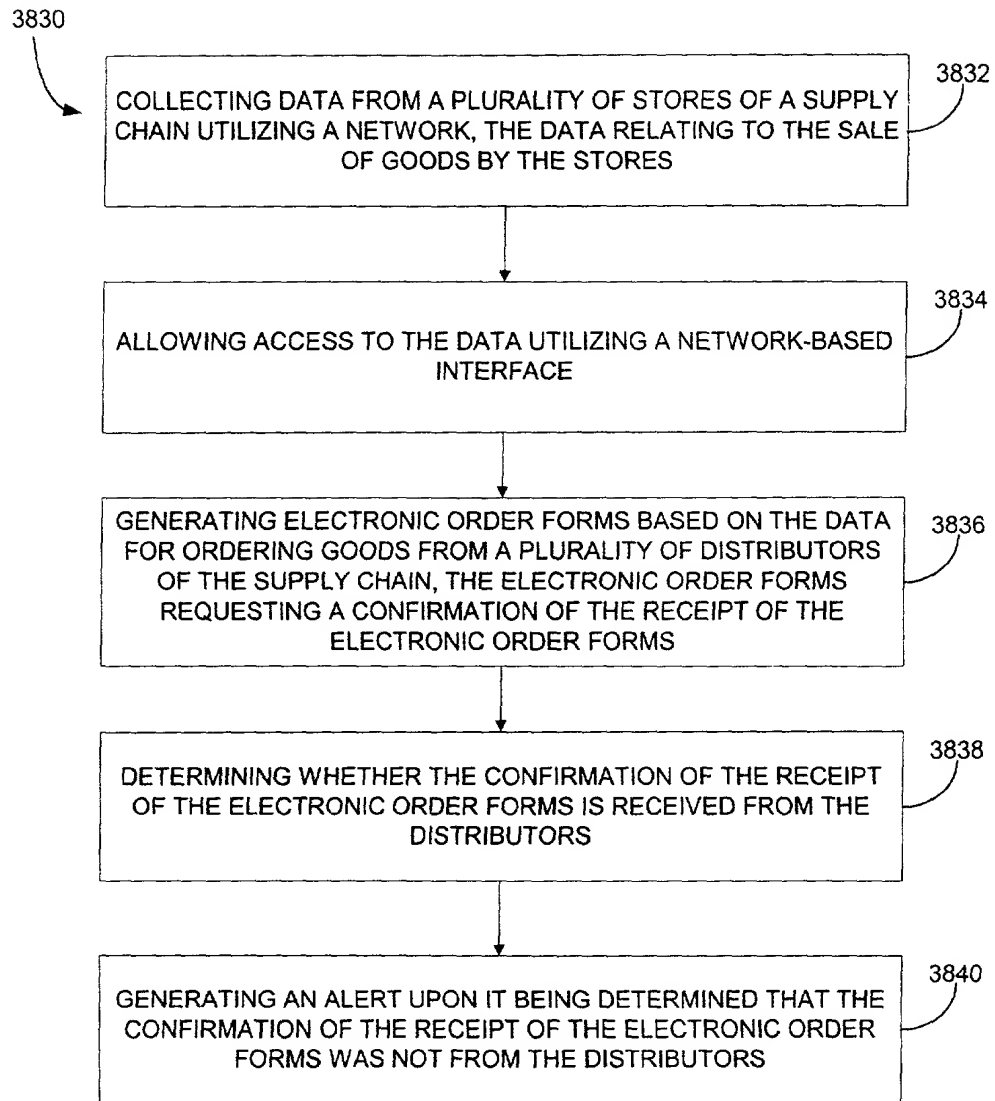 3830
3832
COLLECTING DATA FROM A PLURALITY OF STORES OF A SUPPLY
CHAIN UTILIZING A NETWORK, THE DATA RELATING TO THE SALE
OF GOODS BY THE STORES
3834
ALLOWING ACCESS TO THE DATA UTILIZING A NETWORK-BASED
INTERFACE
3836
GENERATING ELECTRONIC ORDER FORMS BASED ON THE DATA
FOR ORDERING GOODS FROM A PLURALITY OF DISTRIBUTORS
OF THE SUPPLY CHAIN, THE ELECTRONIC ORDER FORMS
REQUESTING A CONFIRMATION OF THE RECEIPT OF THE
ELECTRONIC ORDER FORMS
3838
DETERMINING WHETHER THE CONFIRMATION OF THE RECEIPT
OF THE ELECTRONIC ORDER FORMS IS RECEIVED FROM THE
DISTRIBUTORS
3840
GENERATING AN ALERT UPON IT BEING DETERMINED THAT THE
CONFIRMATION OF THE RECEIPT OF THE ELECTRONIC ORDER
FORMS WAS NOT FROM THE DISTRIBUTORS